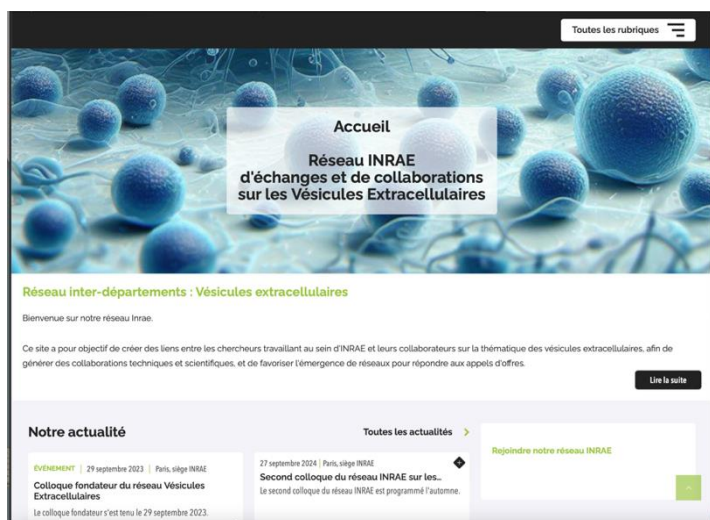 Toutes les rubriques
Accueil
Réseau INRAE
d'échanges et de collaborations
sur les Vésicules Extracellulaires
Réseau inter-départements : Vésicules extracellulaires
Bienvenue sur notre réseau Inrae.
Ce site a pour objectif de créer des liens entre les chercheurs travaillant au sein d'INRAE et leurs collaborateurs sur la thématique des vésicules extracellulaires, afin de
générer des collaborations techniques et scientifiques, et de favoriser l'émergence de réseaux pour répondre aux appels d'offres.
Lire la suite
Notre actualité
Toutes les actualités
ÉVÉNEMENT | 29 septembre 2023 | Paris, siège INRAE
Colloque fondateur du réseau Vésicules
Extracellulaires
Le colloque fondateur s'est tenu le 29 septembre 2023.
27 septembre 2024 | Paris, siège INRAE
Second colloque du réseau INRAE sur les...
Le second colloque du réseau INRAE est programmé l'automne.
Rejoindre notre réseau INRAE